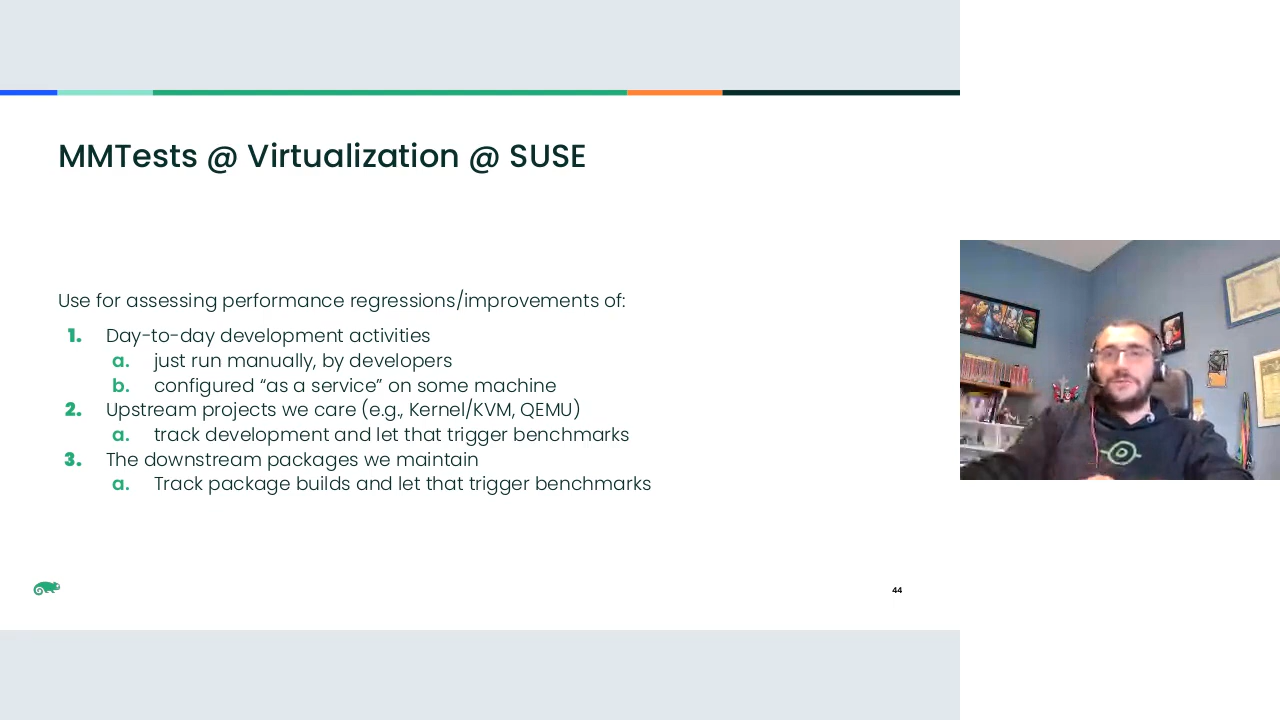 MMTests @ Virtualization @ SUSE
Use for assessing performance regressions/improvements of:
1. Day-to-day development activities
a. just run manually, by developers
b. configured “as a service” on some machine
2. Upstream projects we care (e.g., Kernel/KVM, QEMU)
a. track development and let that trigger benchmarks
3. The downstream packages we maintain
a. Track package builds and let that trigger benchmarks
44